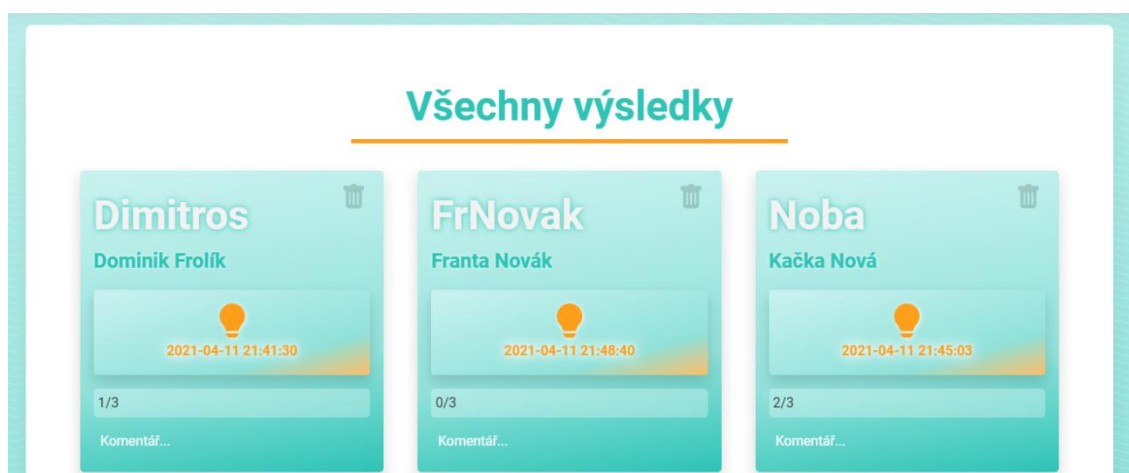 Všechny výsledky
Dimitros
Dominik Frolík
2021-04-11 21:41:30
1/3
Komentář...
FrNovak
Franta Novák
2021-04-11 21:48:40
0/3
Komentář...
Noba
Kačka Nová
2021-04-11 21:45:03
2/3
Komentář...